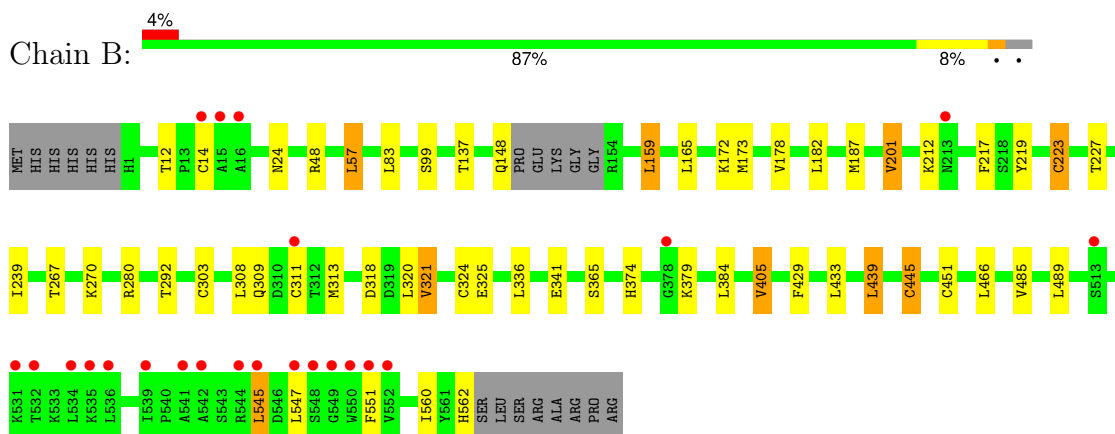 4%
Chain B:
87% 8% • •
MET HIS HIS HIS HIS HIS H1 T12 P13 C14 A15 A16 N24 R48 L57 L83 S99 T137 Q148 PRO GLU LYS GLY GLY R154 L159 L165 K172 M173 V178 L182 M187 V201 K212 N213 F217 S218 Y219 C223 T227
I239 T267 K270 R280 T292 C303 L308 Q309 D310 C311 T312 M313 D318 D319 L320 V321 C324 E325 L336 E341 S365 H374 G378 K379 L384 V405 F429 L433 L439 C445 C451 L466 V485 L489 S513
K531 T532 K533 L534 K535 L536 I539 P540 A541 A542 S543 R544 L545 D546 L547 S548 G549 W550 F551 V552 I560 Y561 H562 SER LEU SER ARG ALA ARG PRO ARG